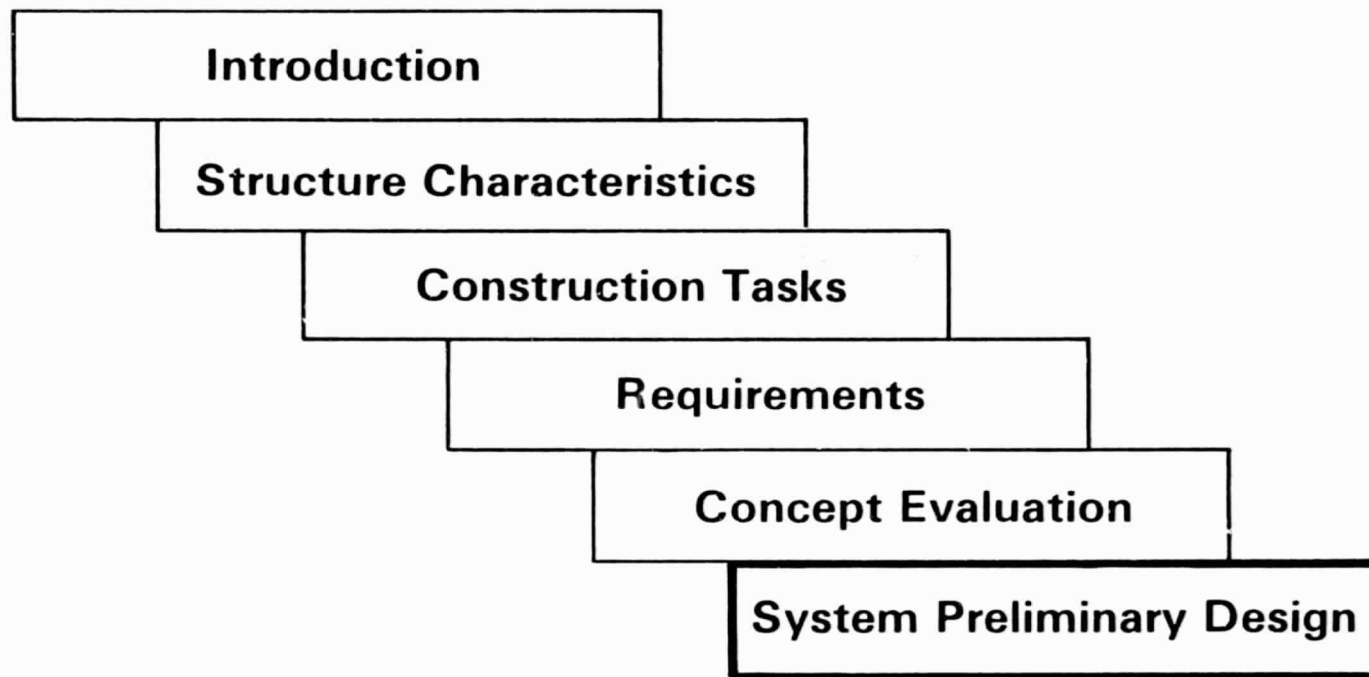 Introduction
Structure Characteristics
Construction Tasks
Requirements
Concept Evaluation
System Preliminary Design